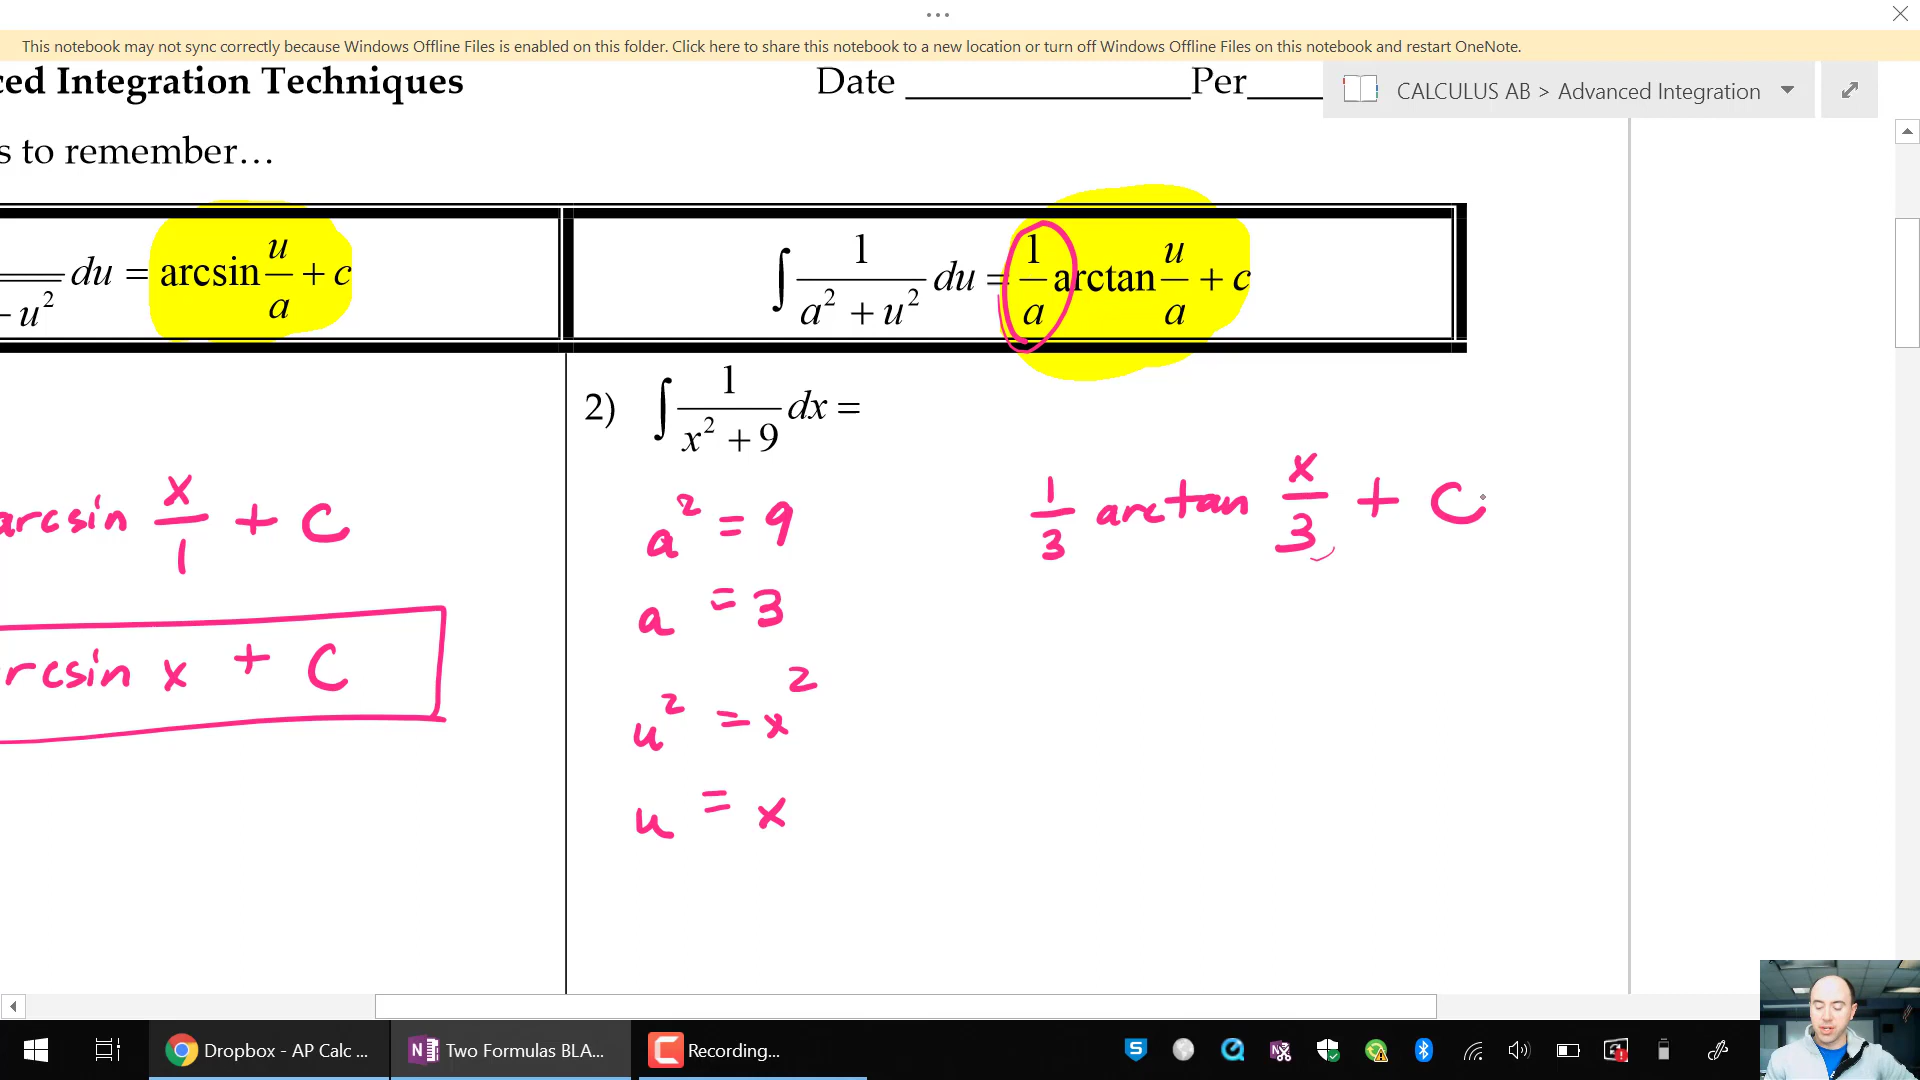 This notebook may not sync correctly because Windows Offline Files is enabled on this folder. Click here to share this notebook to a new location or turn off Windows Offline Files on this notebook and restart OneNote.
ced Integration Techniques Date ______________Per____
CALCULUS AB > Advanced Integration
s to remember…
— u² du = arcsin u/a + c
∫ 1/(a² + u²) du = 1/a arctan u/a + c
2) ∫ 1/(x² + 9) dx =
arcsin x/1 + C
rcsin x + C
a² = 9
a = 3
u² = x²
u = x
1/3 arctan x/3 + C
Dropbox - AP Calc ...
Two Formulas BLA...
Recording...